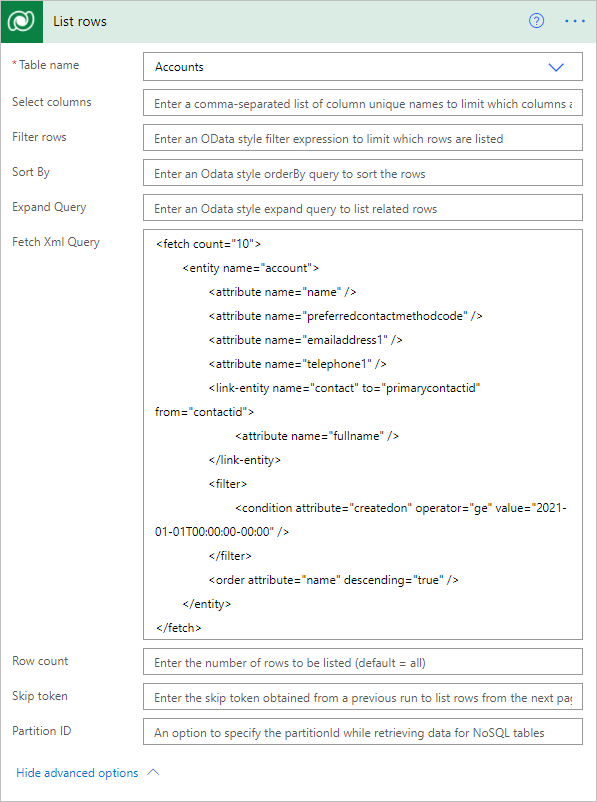 List rows
* Table name
Accounts
Select columns
Enter a comma-separated list of column unique names to limit which columns a
Filter rows
Enter an OData style filter expression to limit which rows are listed
Sort By
Enter an Odata style orderBy query to sort the rows
Expand Query
Enter an Odata style expand query to list related rows
Fetch Xml Query
<fetch count="10">
<entity name="account">
<attribute name="name" />
<attribute name="preferredcontactmethodcode" />
<attribute name="emailaddress1" />
<attribute name="telephone1" />
<link-entity name="contact" to="primarycontactid"
from="contactid">
<attribute name="fullname" />
</link-entity>
<filter>
<condition attribute="createdon" operator="ge" value="2021-
01-01T00:00:00-00:00" />
</filter>
<order attribute="name" descending="true" />
</entity>
</fetch>
Row count
Enter the number of rows to be listed (default = all)
Skip token
Enter the skip token obtained from a previous run to list rows from the next pag
Partition ID
An option to specify the partitionId while retrieving data for NoSQL tables
Hide advanced options